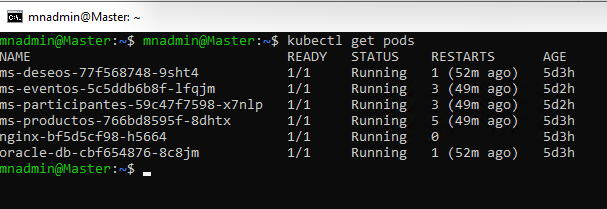 mnadmin@Master: ~
mnadmin@Master:~$ mnadmin@Master:~$ kubectl get pods
NAME READY STATUS RESTARTS AGE
ms-deseos-77f568748-9sht4 1/1 Running 1 (52m ago) 5d3h
ms-eventos-5c5ddb6b8f-lfqjm 1/1 Running 3 (49m ago) 5d2h
ms-participantes-59c47f7598-x7nlp 1/1 Running 3 (49m ago) 5d2h
ms-productos-766bd8595f-8dhtx 1/1 Running 5 (49m ago) 5d3h
nginx-bf5d5cf98-h5664 1/1 Running 0 5d3h
oracle-db-cbf654876-8c8jm 1/1 Running 1 (52m ago) 5d2h
mnadmin@Master:~$